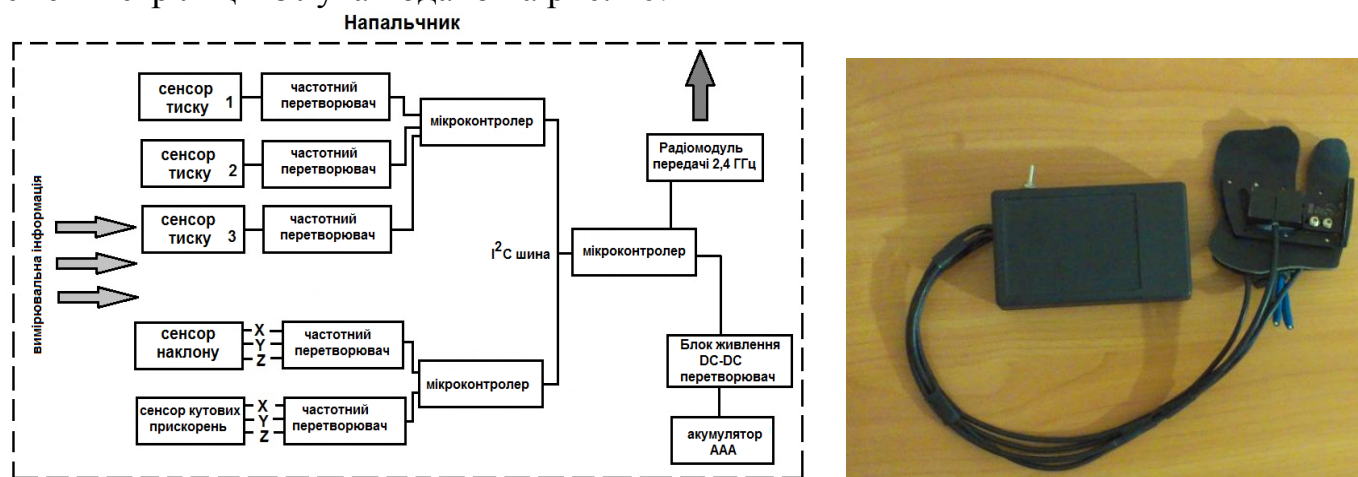 Напальчник
сенсор
тиску 1
частотний
перетворювач
мікроконтролер
сенсор
тиску 2
частотний
перетворювач
сенсор
тиску 3
частотний
перетворювач
вимірювальна інформація
Радіомодуль
передачі 2,4 ГГц
I²C шина
мікроконтролер
сенсор
наклону
X
Y
Z
частотний
перетворювач
мікроконтролер
сенсор кутових
прискорень
X
Y
Z
частотний
перетворювач
Блок живлення
DC-DC
перетворювач
акумулятор
ААА